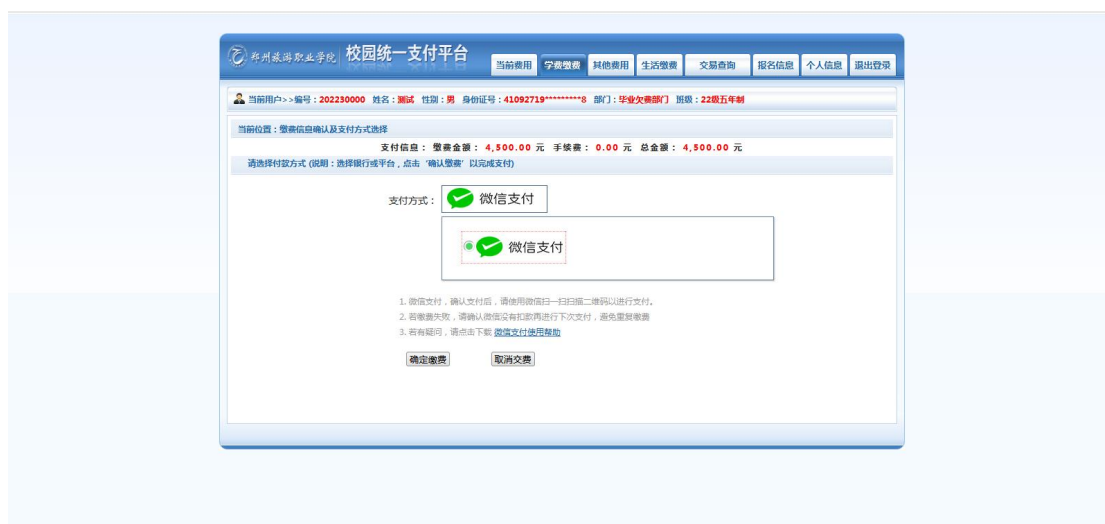 郑州旅游职业学院 校园统一支付平台
当前费用 学费缴费 其他费用 生活缴费 交易查询 报名信息 个人信息 退出登录
当前用户>>编号：202230000 姓名：测试 性别：男 身份证号：41092719*********8 部门：毕业欠费部门 班级：22级五年制
当前位置：缴费信息确认及支付方式选择
支付信息： 缴费金额： 4,500.00 元 手续费： 0.00 元 总金额： 4,500.00 元
请选择付款方式 (说明：选择银行或平台，点击‘确认缴费’以完成支付)
支付方式： 微信支付
微信支付
1. 微信支付，确认支付后，请使用微信扫一扫扫描二维码以进行支付。
2. 若缴费失败，请确认微信没有扣款再进行下次支付，避免重复缴费
3. 若有疑问，请点击下载 微信支付使用帮助
确定缴费 取消交费